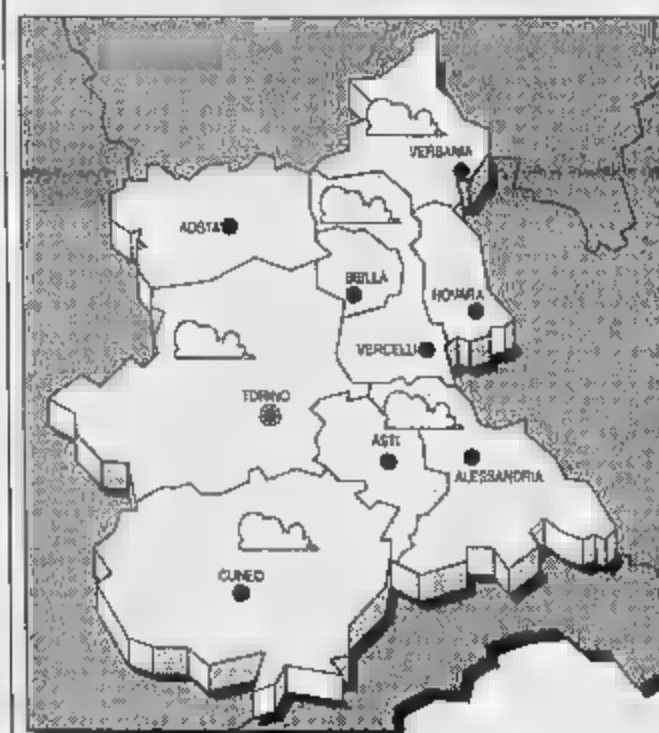 VERBANIA
AOSTA
BIELLA
NOVARA
VERCELLI
TORINO
ASTI
ALESSANDRIA
CUNEO